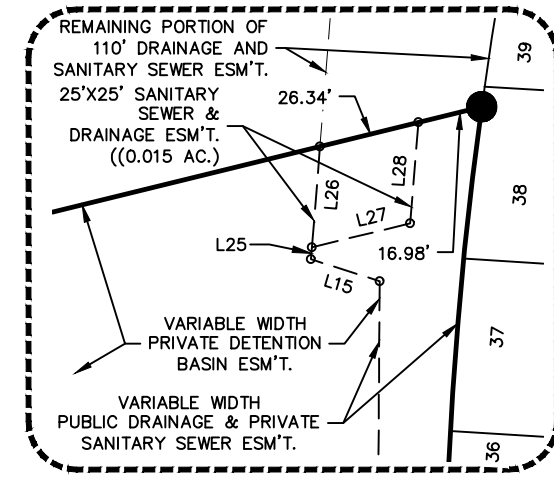 REMAINING PORTION OF
110' DRAINAGE AND
SANITARY SEWER ESM'T.
39
25'X25' SANITARY
SEWER &
DRAINAGE ESM'T.
((0.015 AC.)
26.34'
L26
L28
38
L27
L25
16.98'
L15
VARIABLE WIDTH
PRIVATE DETENTION
BASIN ESM'T.
37
VARIABLE WIDTH
PUBLIC DRAINAGE & PRIVATE
SANITARY SEWER ESM'T.
36